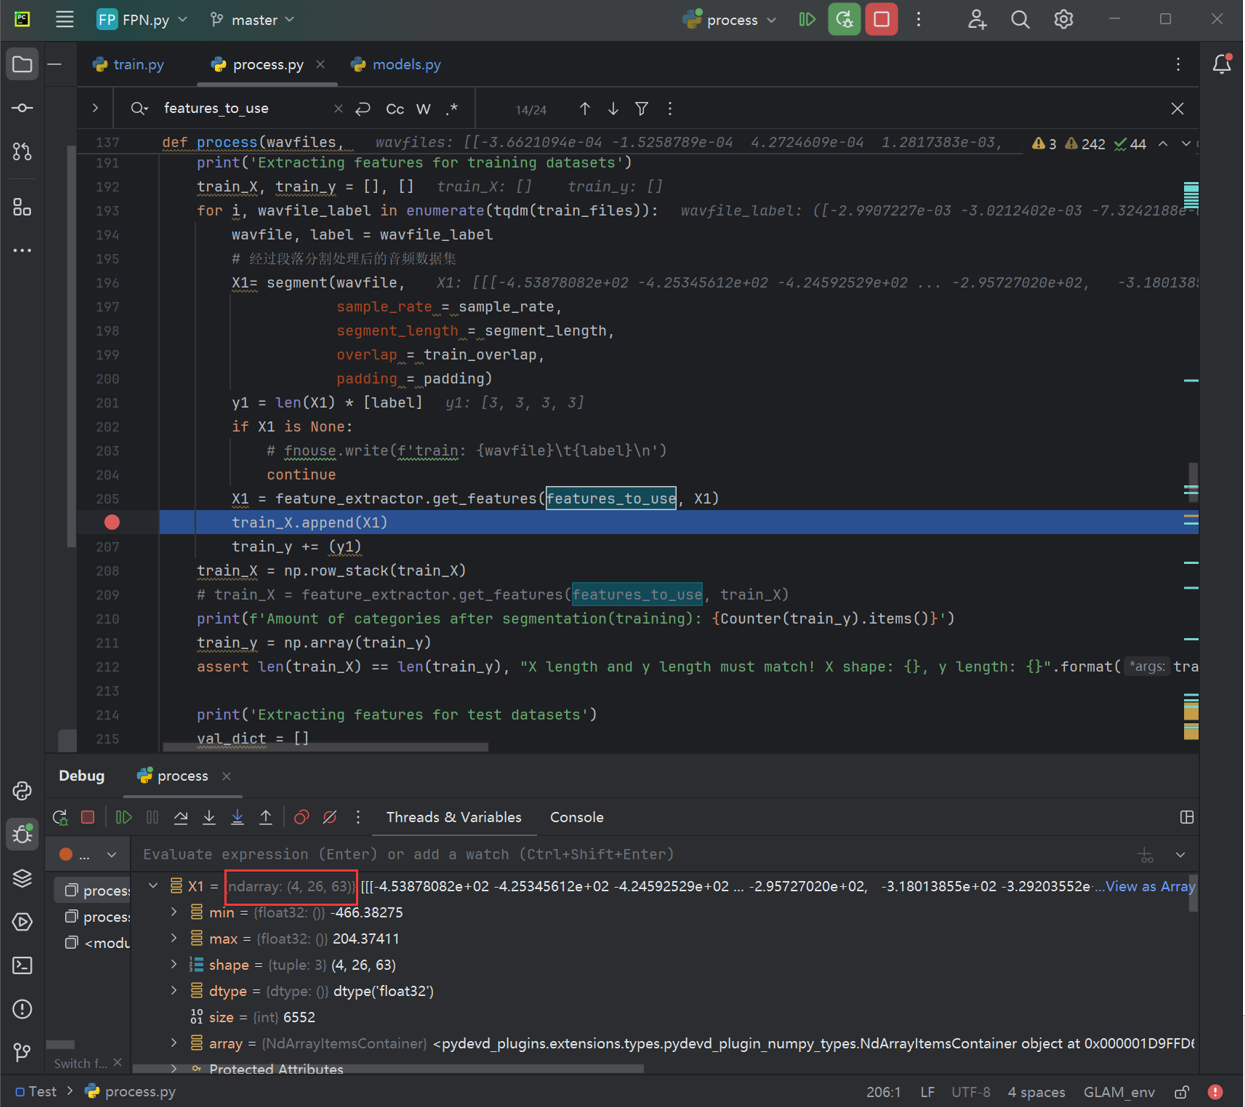 PC FP FPN.py master process
train.py process.py models.py
features_to_use Cc W .* 14/24
137 def process(wavfiles, wavfiles: [[-3.6621094e-04 -1.5258789e-04 4.2724609e-04 1.2817383e-03, 3 242 44
191 print('Extracting features for training datasets')
192 train_X, train_y = [], [] train_X: [] train_y: []
193 for i, wavfile_label in enumerate(tqdm(train_files)): wavfile_label: ([-2.9907227e-03 -3.0212402e-03 -7.3242188e-0
194 wavfile, label = wavfile_label
195 # 经过段落分割处理后的音频数据集
196 X1= segment(wavfile, X1: [[[-4.53878082e+02 -4.25345612e+02 -4.24592529e+02 ... -2.95727020e+02, -3.1801385
197 sample_rate = sample_rate,
198 segment_length = segment_length,
199 overlap = train_overlap,
200 padding = padding)
201 y1 = len(X1) * [label] y1: [3, 3, 3, 3]
202 if X1 is None:
203 # fnouse.write(f'train: {wavfile}\t{label}\n')
204 continue
205 X1 = feature_extractor.get_features(features_to_use, X1)
train_X.append(X1)
207 train_y += (y1)
208 train_X = np.row_stack(train_X)
209 # train_X = feature_extractor.get_features(features_to_use, train_X)
210 print(f'Amount of categories after segmentation(training): {Counter(train_y).items()}')
211 train_y = np.array(train_y)
212 assert len(train_X) == len(train_y), "X length and y length must match! X shape: {}, y length: {}".format( *args: tra
213
214 print('Extracting features for test datasets')
215 val_dict = []
Debug process
Threads & Variables Console
... Evaluate expression (Enter) or add a watch (Ctrl+Shift+Enter)
process X1 = {ndarray: (4, 26, 63)} [[[-4.53878082e+02 -4.25345612e+02 -4.24592529e+02 ... -2.95727020e+02, -3.18013855e+02 -3.29203552e+ ...View as Array
process min = {float32: ()} -466.38275
<modu max = {float32: ()} 204.37411
shape = {tuple: 3} (4, 26, 63)
dtype = {dtype: ()} dtype('float32')
size = {int} 6552
array = {NdArrayItemsContainer} <pydevd_plugins.extensions.types.pydevd_plugin_numpy_types.NdArrayItemsContainer object at 0x000001D9FFD6
Switch f... Protected Attributes
Test process.py 206:1 LF UTF-8 4 spaces GLAM_env